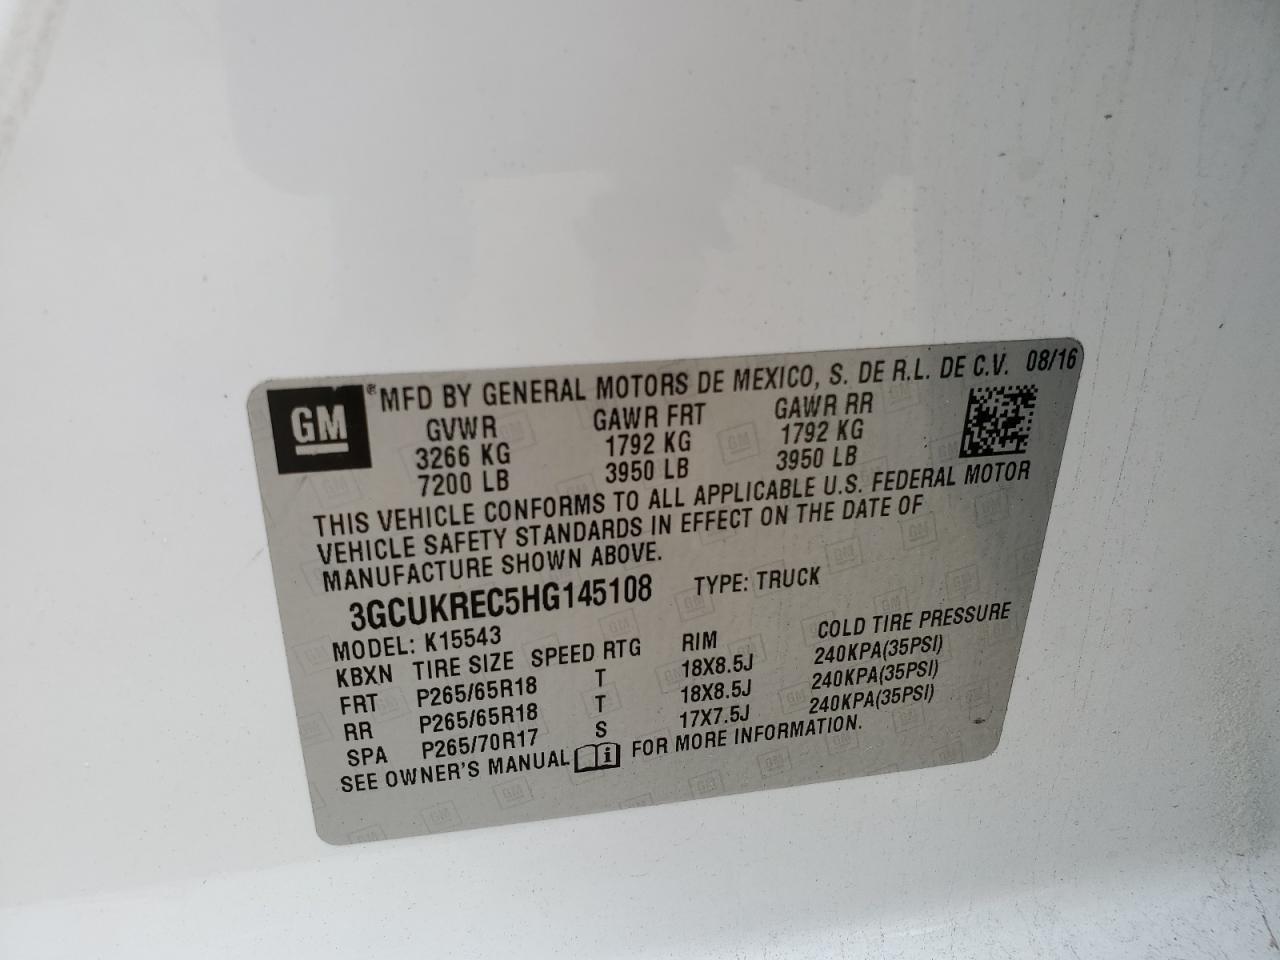 GM ® MFD BY GENERAL MOTORS DE MEXICO, S. DE R.L. DE C.V. 08/16
GVWR GAWR FRT GAWR RR
3266 KG 1792 KG 1792 KG
7200 LB 3950 LB 3950 LB
THIS VEHICLE CONFORMS TO ALL APPLICABLE U.S. FEDERAL MOTOR
VEHICLE SAFETY STANDARDS IN EFFECT ON THE DATE OF
MANUFACTURE SHOWN ABOVE.
3GCUKREC5HG145108 TYPE: TRUCK
MODEL: K15543
KBXN TIRE SIZE SPEED RTG RIM COLD TIRE PRESSURE
FRT P265/65R18 T 18X8.5J 240KPA(35PSI)
RR P265/65R18 T 18X8.5J 240KPA(35PSI)
SPA P265/70R17 S 17X7.5J 240KPA(35PSI)
SEE OWNER'S MANUAL i FOR MORE INFORMATION.